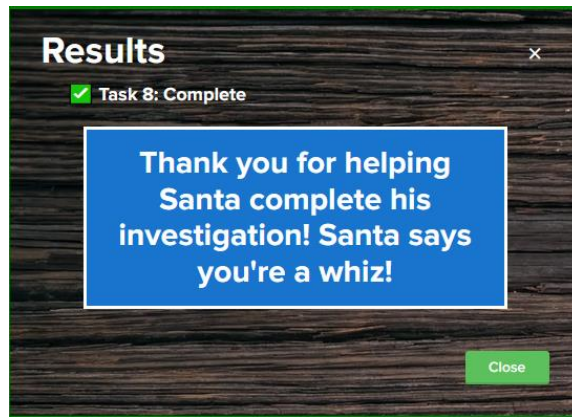 Results
×
Task 8: Complete
Thank you for helping
Santa complete his
investigation! Santa says
you're a whiz!
Close